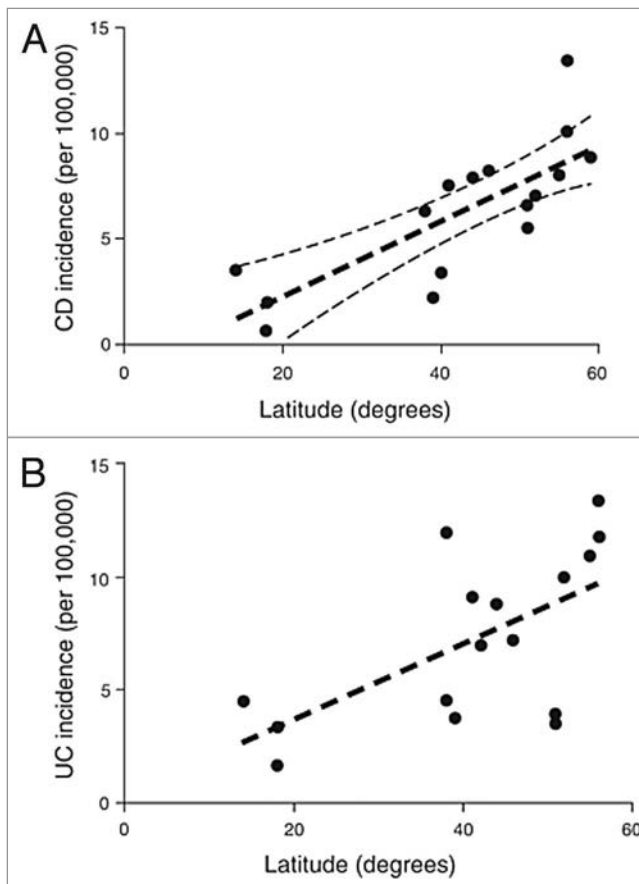 A
CD incidence (per 100,000)
15
10
5
0
0 20 40 60
Latitude (degrees)
B
UC incidence (per 100,000)
15
10
5
0
0 20 40 60
Latitude (degrees)